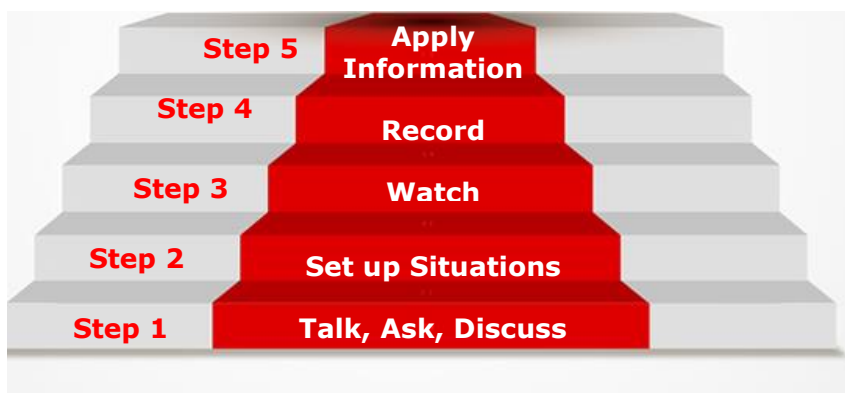 Step 5 Apply
Information
Step 4 Record
Step 3 Watch
Step 2 Set up Situations
Step 1 Talk, Ask, Discuss